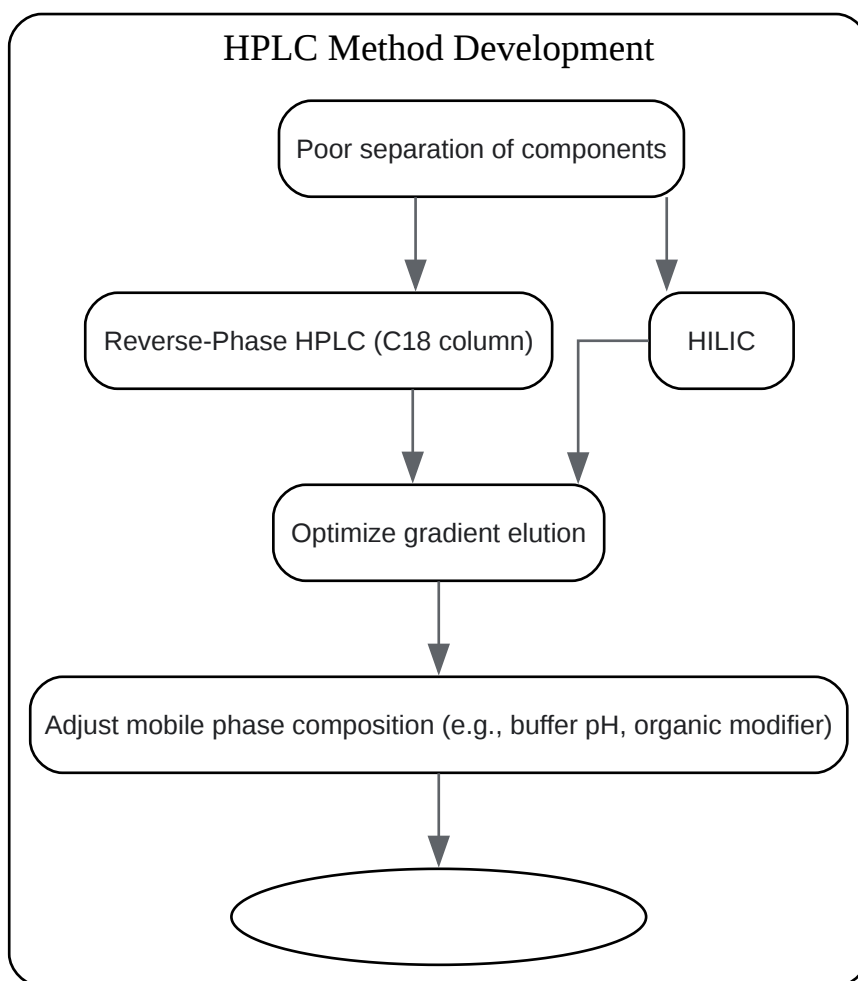 HPLC Method Development
Poor separation of components
Reverse-Phase HPLC (C18 column)
HILIC
Optimize gradient elution
Adjust mobile phase composition (e.g., buffer pH, organic modifier)